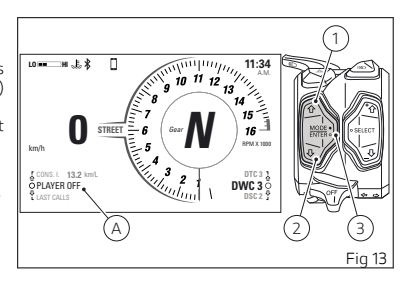 s
)
t
1
LO HI
11:34
A.M.
0
km/h
STREET
Gear N
1
2
3
4
5
6
7
8
9
10
11
12
13
14
15
16
RPM X 1000
CONS. I. 13.2 km/L
PLAYER OFF
LAST CALLS
DTC 3
DWC 3
DSC 2
MODE
ENTER
SELECT
OFF
A
2
3
Fig 13